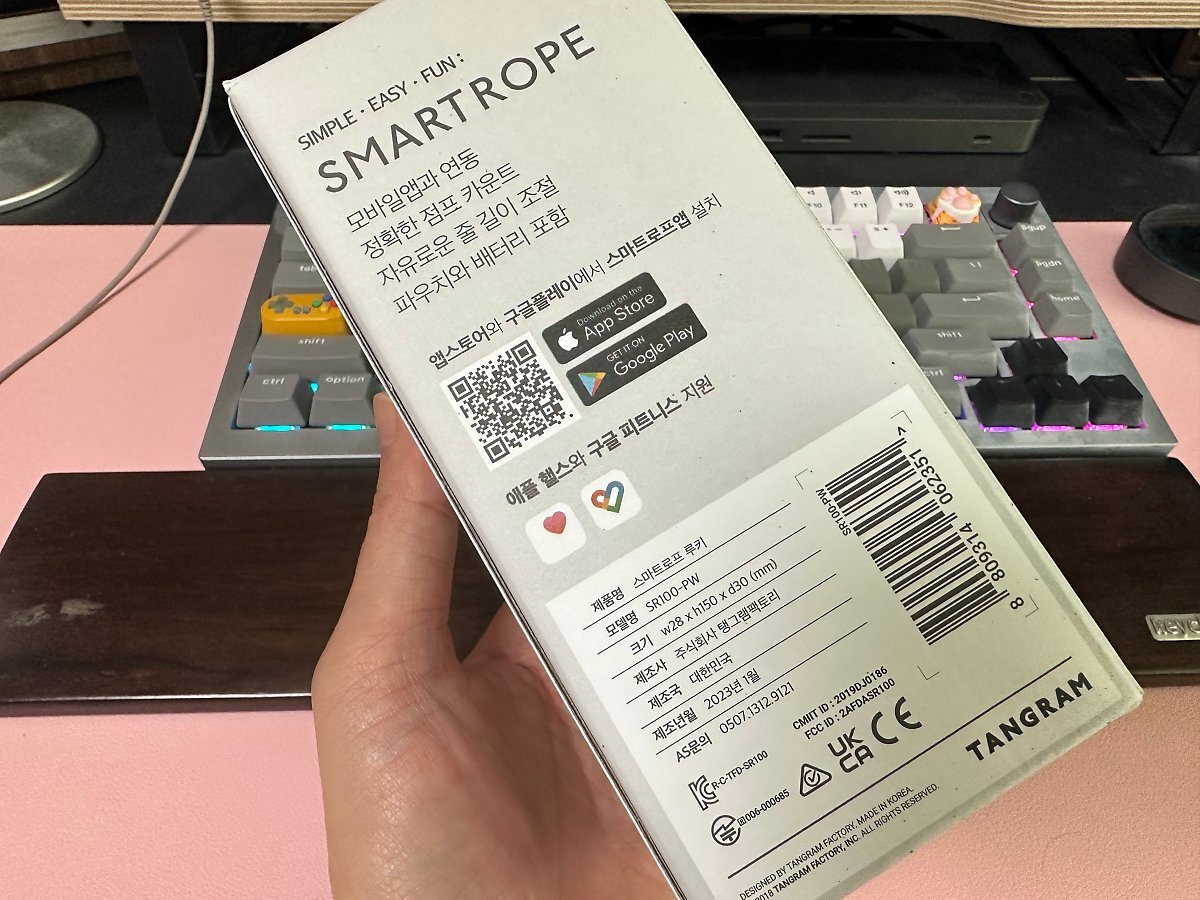 SIMPLE · EASY · FUN :
SMART ROPE
모바일앱과 연동
정확한 점프 카운트
자유로운 줄 길이 조절
파우치와 배터리 포함
앱스토어와 구글플레이에서 스마트로프앱 설치
Download on the
App Store
GET IT ON
Google Play
애플 헬스와 구글 피트니스 지원
제품명 스마트로프 루키
모델명 SR100-PW
크기 w28 x h150 x d30 (mm)
제조사 주식회사 탱그램팩토리
제조국 대한민국
제조년월 2023년 1월
AS문의 0507.1312.9121
SR100-PW
8 809314 062351 >
CMIIT ID : 2019DJ0186
FCC ID : 2AFDASR100
R-C-TFD-SR100
006-000685
UK
CA
CE
TANGRAM
DESIGNED BY TANGRAM FACTORY, MADE IN KOREA.
2018 TANGRAM FACTORY, INC. ALL RIGHTS RESERVED.
F10
F11
F12
pgup
pgdn
home
shift
shift
ctrl
option
ctrl